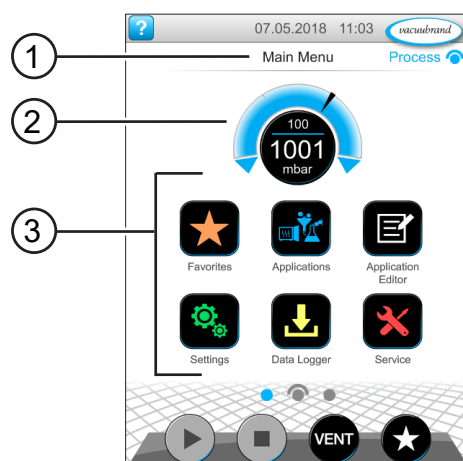 ?
07.05.2018 11:03 vacuubrand
1 Main Menu Process
2
100
1001
mbar
3
Favorites Applications Application
Editor
Settings Data Logger Service
VENT